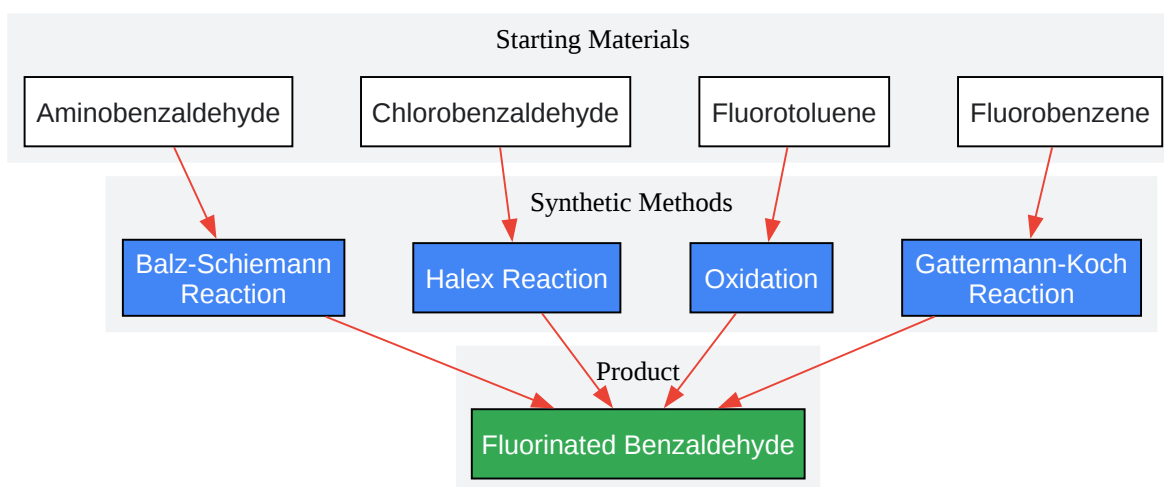 Starting Materials
Aminobenzaldehyde
Chlorobenzaldehyde
Fluorotoluene
Fluorobenzene
Synthetic Methods
Balz-Schiemann
Reaction
Halex Reaction
Oxidation
Gattermann-Koch
Reaction
Product
Fluorinated Benzaldehyde